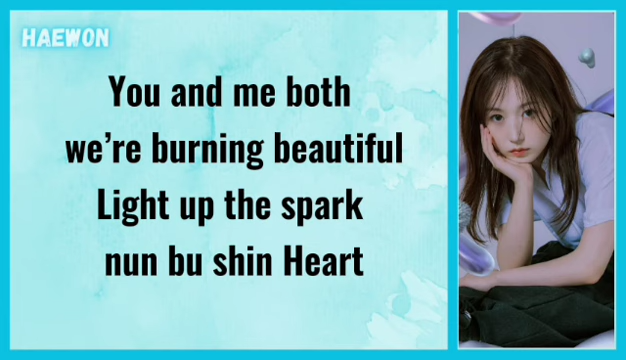 HAEWON
You and me both
we're burning beautiful
Light up the spark
nun bu shin Heart